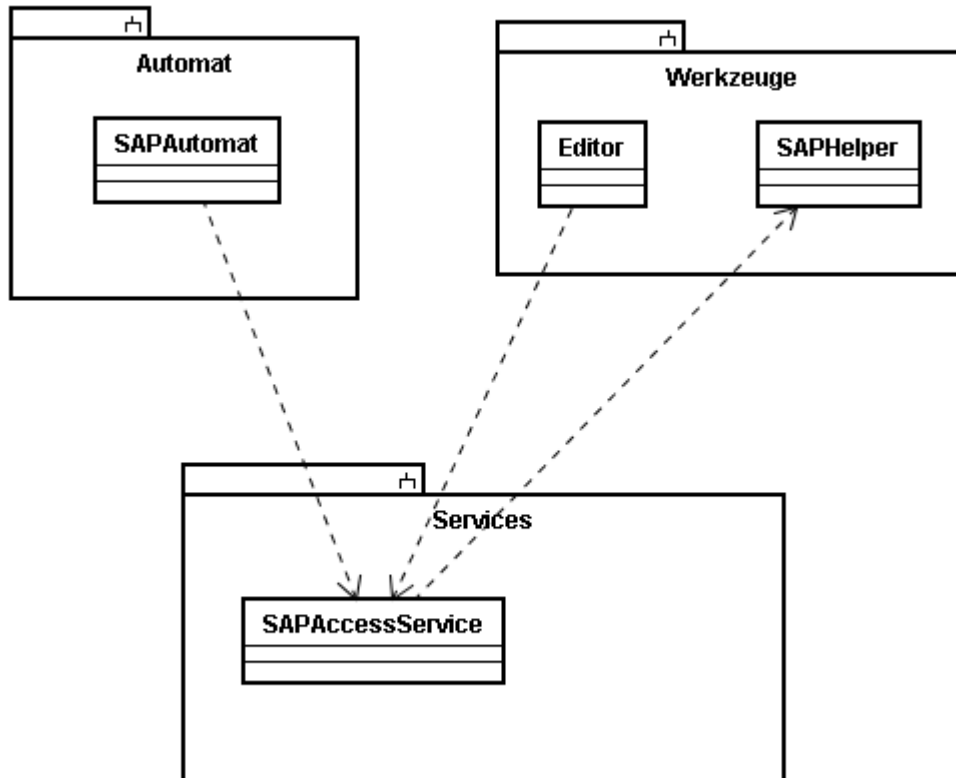 Automat
SAPAutomat
Werkzeuge
Editor
SAPHelper
Services
SAPAccessService